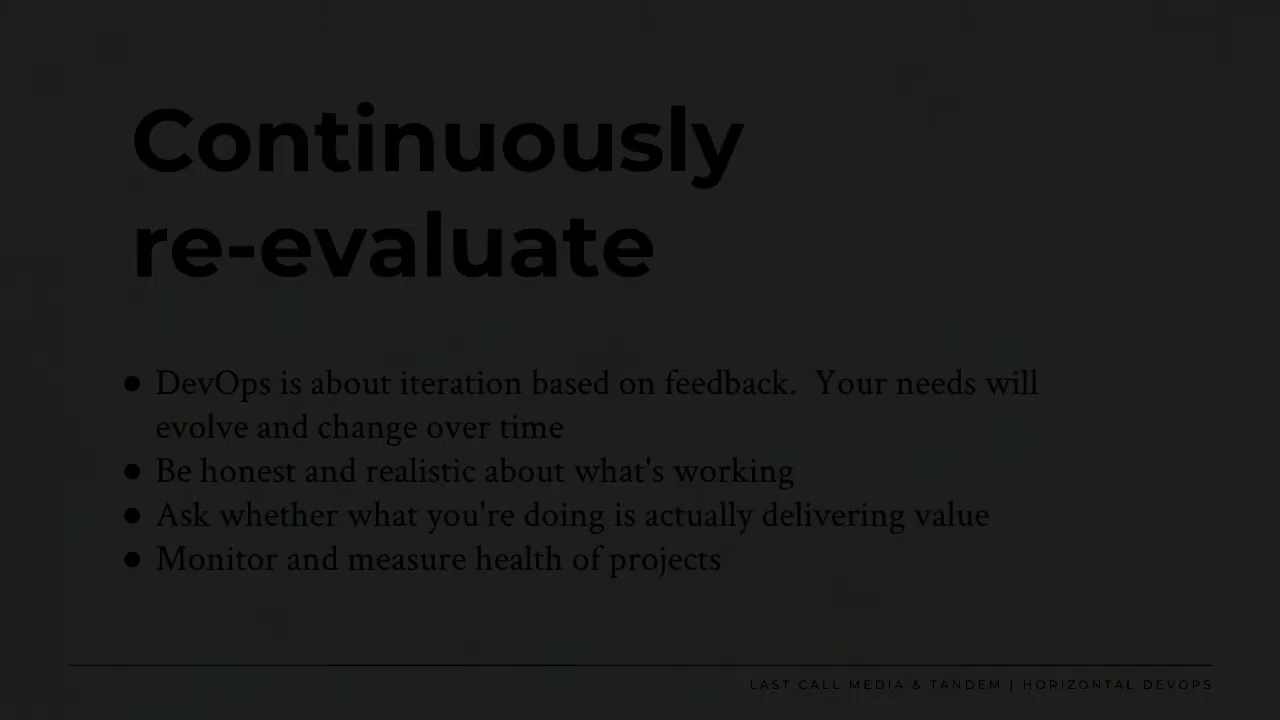 Continuously
re-evaluate
● DevOps is about iteration based on feedback.  Your needs will
evolve and change over time
● Be honest and realistic about what's working
● Ask whether what you're doing is actually delivering value
● Monitor and measure health of projects
LAST CALL MEDIA & TANDEM | HORIZONTAL DEVOPS